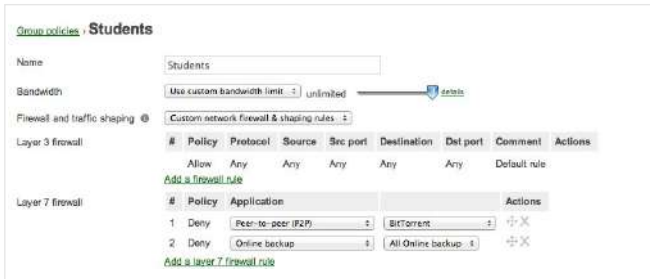 Group policies › Students
Name Students
Bandwidth Use custom bandwidth limit unlimited details
Firewall and traffic shaping Custom network firewall & shaping rules
Layer 3 firewall # Policy Protocol Source Src port Destination Dst port Comment Actions
Allow Any Any Any Any Any Default rule
Add a firewall rule
Layer 7 firewall # Policy Application Actions
1 Deny Peer-to-peer (P2P) BitTorrent
2 Deny Online backup All Online backup
Add a layer 7 firewall rule